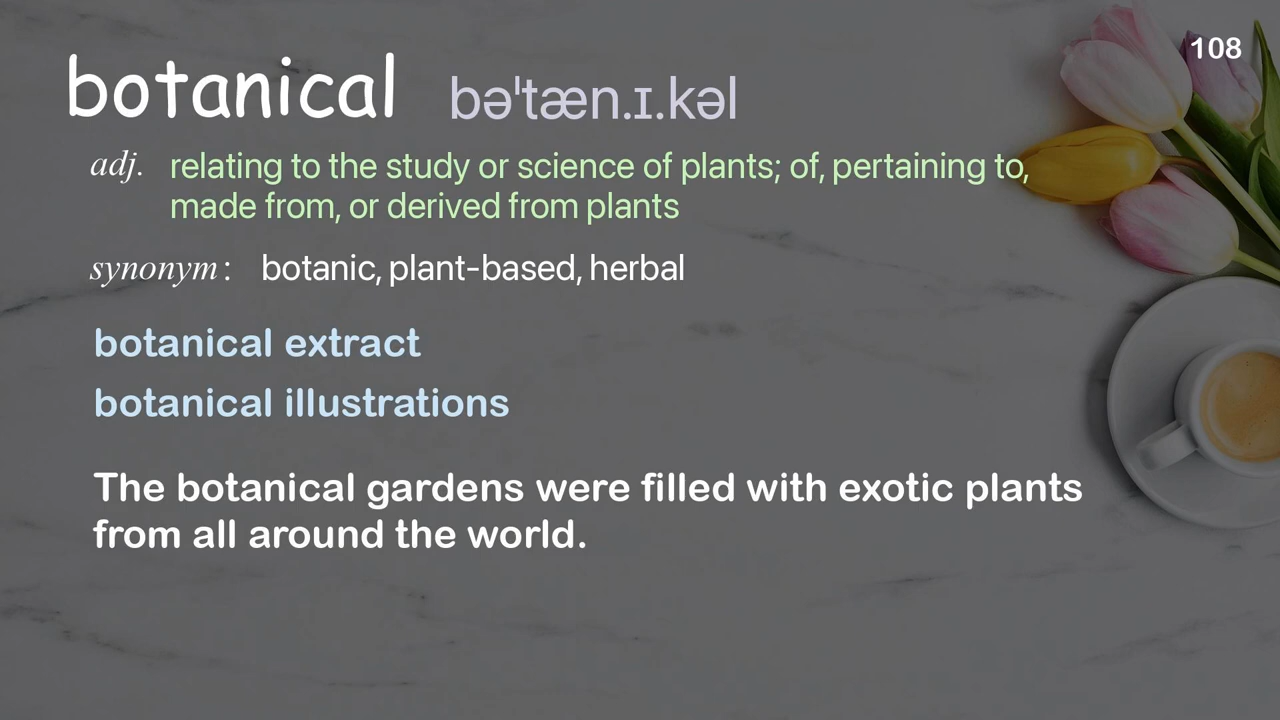 108
botanical bəˈtæn.ɪ.kəl
adj. relating to the study or science of plants; of, pertaining to,
made from, or derived from plants
synonym: botanic, plant-based, herbal
botanical extract
botanical illustrations
The botanical gardens were filled with exotic plants
from all around the world.